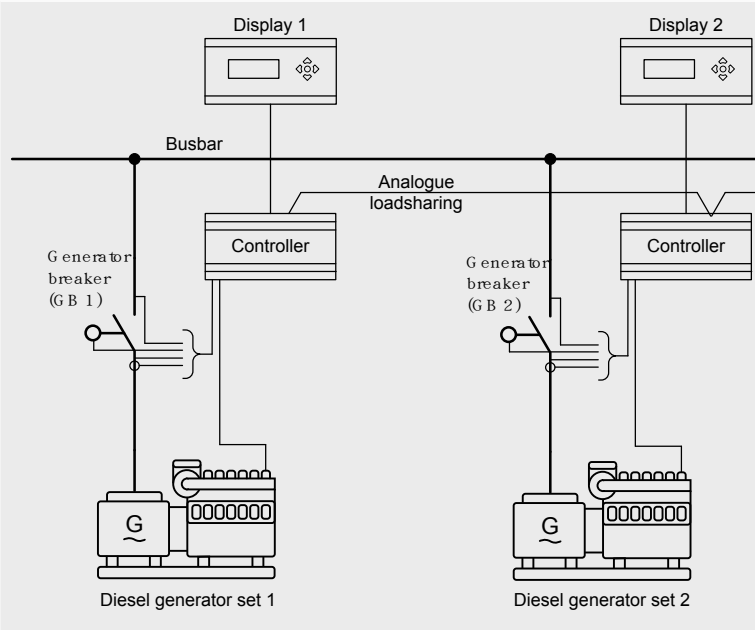 Display 1
Display 2
Busbar
Analogue
loadsharing
Controller
Controller
Generator
breaker
(GB 1)
Generator
breaker
(GB 2)
G
G
Diesel generator set 1
Diesel generator set 2